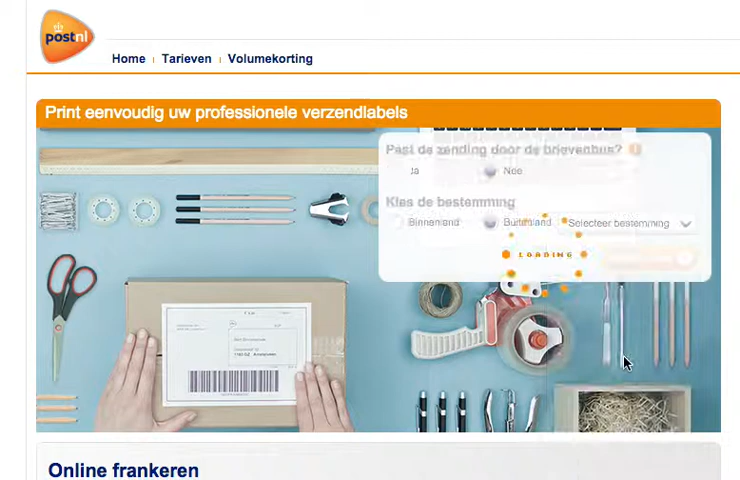 postnl
Home Tarieven Volumekorting
Print eenvoudig uw professionele verzendlabels
Past de zending door de brievenbus?
Ja Nee
Kies de bestemming
Binnenland Buitenland Selecteer bestemming
LOADING
Online frankeren